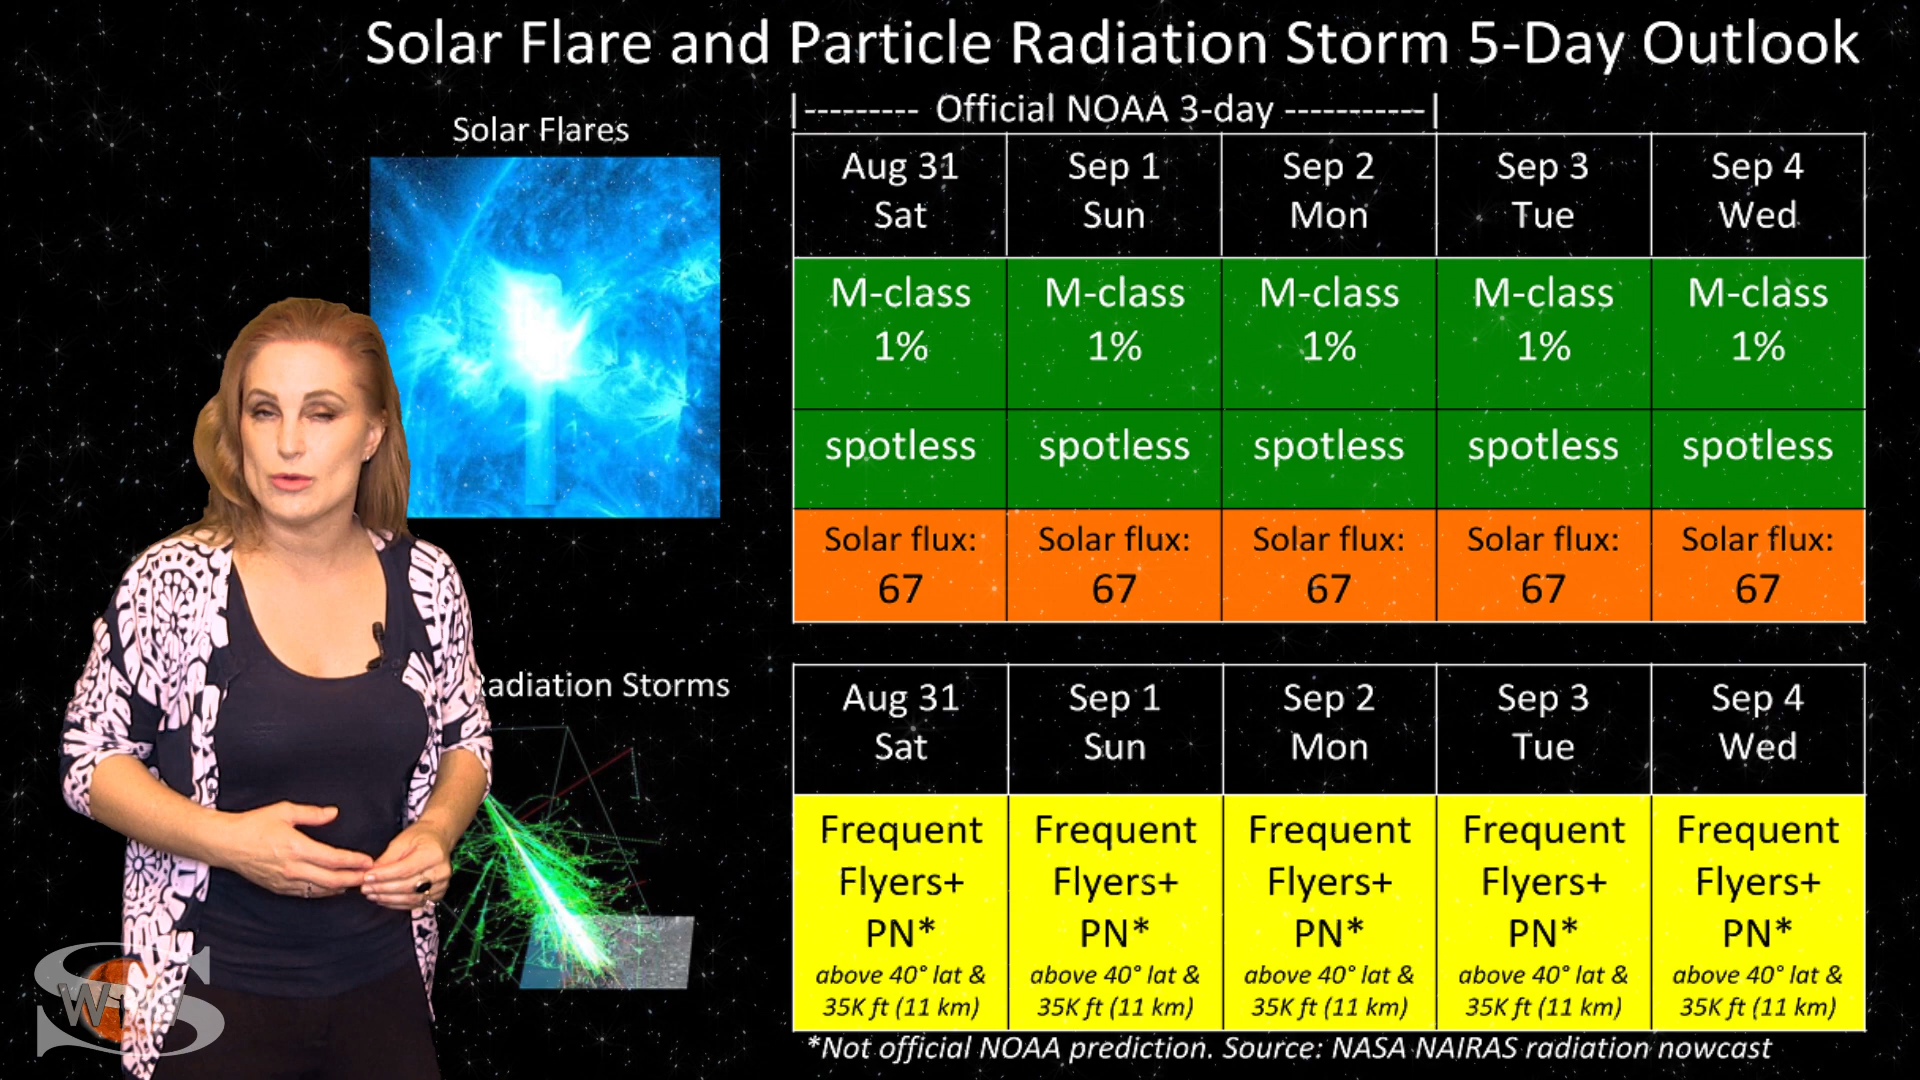 Solar Flare and Particle Radiation Storm 5-Day Outlook
|--------- Official NOAA 3-day -----------|
Solar Flares
Aug 31 Sat
Sep 1 Sun
Sep 2 Mon
Sep 3 Tue
Sep 4 Wed
M-class 1%
M-class 1%
M-class 1%
M-class 1%
M-class 1%
spotless
spotless
spotless
spotless
spotless
Solar flux: 67
Solar flux: 67
Solar flux: 67
Solar flux: 67
Solar flux: 67
Radiation Storms
Aug 31 Sat
Sep 1 Sun
Sep 2 Mon
Sep 3 Tue
Sep 4 Wed
Frequent Flyers+ PN* above 40° lat & 35K ft (11 km)
Frequent Flyers+ PN* above 40° lat & 35K ft (11 km)
Frequent Flyers+ PN* above 40° lat & 35K ft (11 km)
Frequent Flyers+ PN* above 40° lat & 35K ft (11 km)
Frequent Flyers+ PN* above 40° lat & 35K ft (11 km)
*Not official NOAA prediction. Source: NASA NAIRAS radiation nowcast